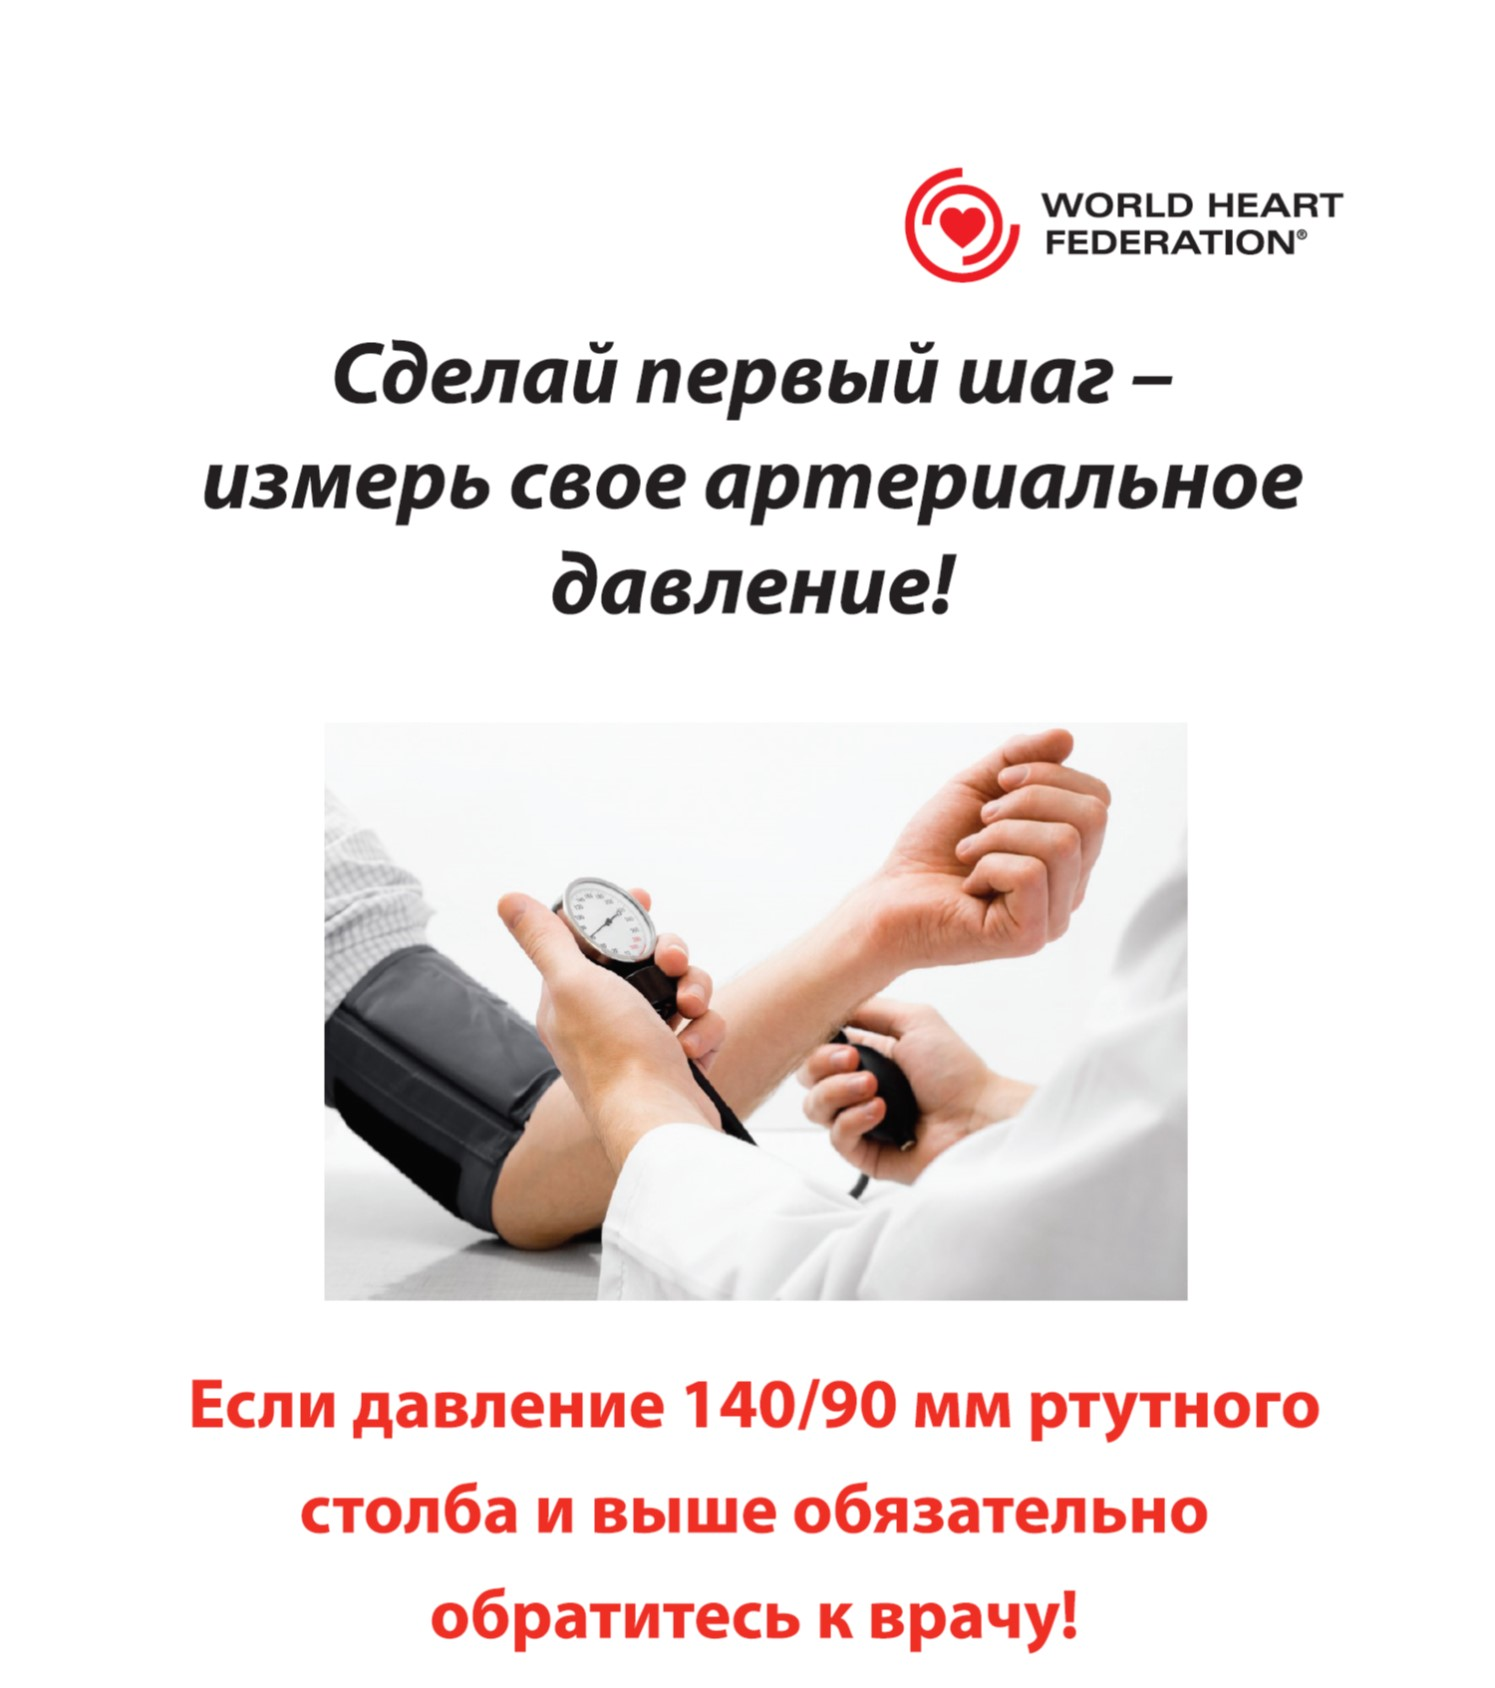 WORLD HEART
FEDERATION®
Сделай первый шаг –
измерь свое артериальное
давление!
Если давление 140/90 мм ртутного
столба и выше обязательно
обратитесь к врачу!